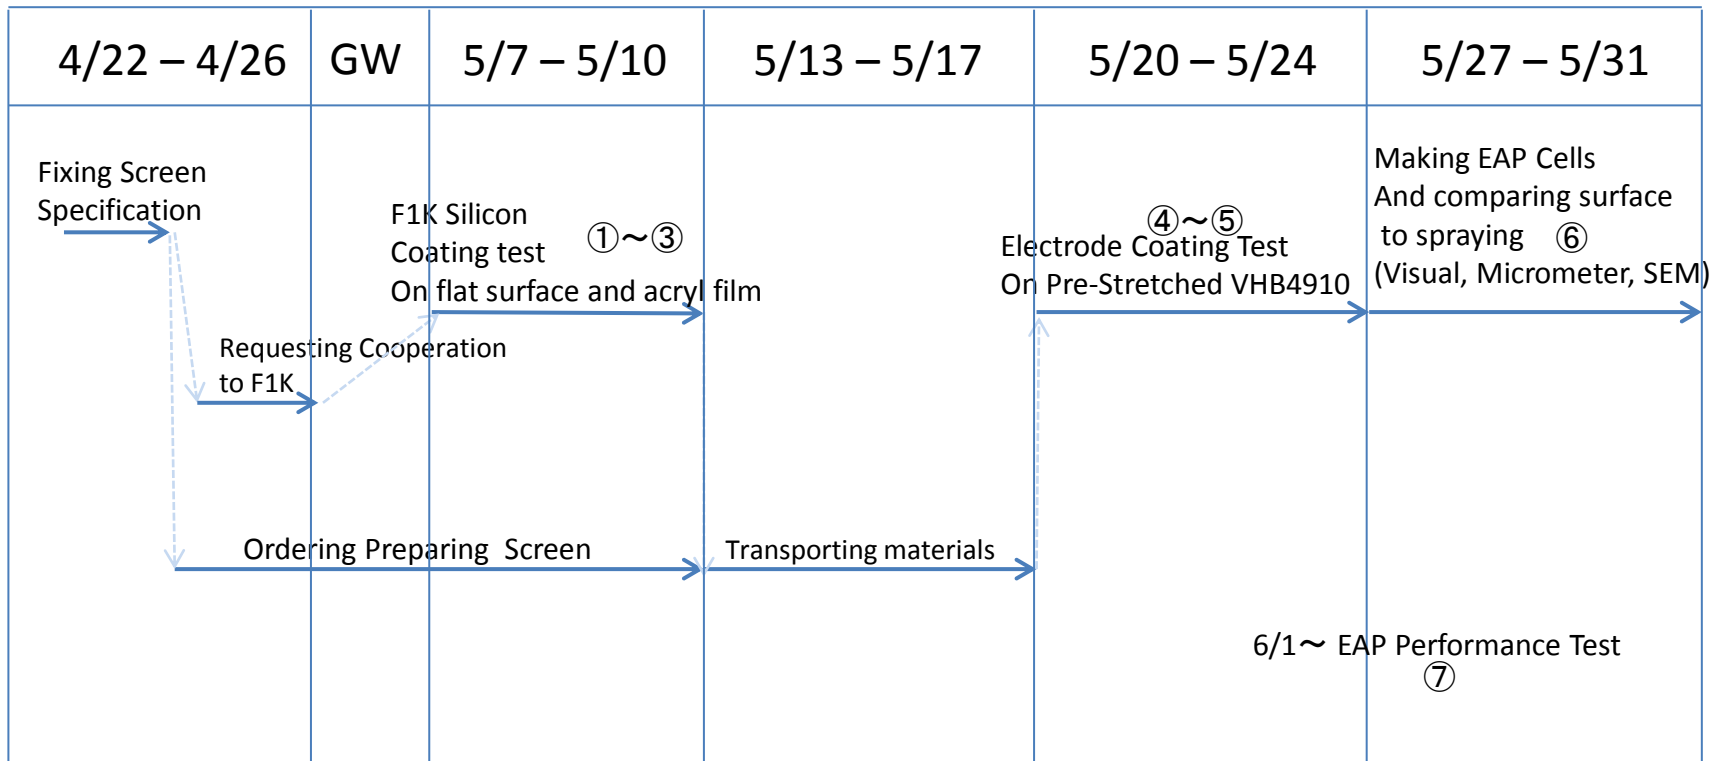 4/22 – 4/26
GW
5/7 – 5/10
5/13 – 5/17
5/20 – 5/24
5/27 – 5/31
Fixing Screen
Specification
F1K Silicon
Coating test
On flat surface and acryl film
①～③
Requesting Cooperation
to F1K
Ordering Preparing Screen
Transporting materials
④～⑤
Electrode Coating Test
On Pre-Stretched VHB4910
Making EAP Cells
And comparing surface
to spraying ⑥
(Visual, Micrometer, SEM)
6/1～ EAP Performance Test
⑦